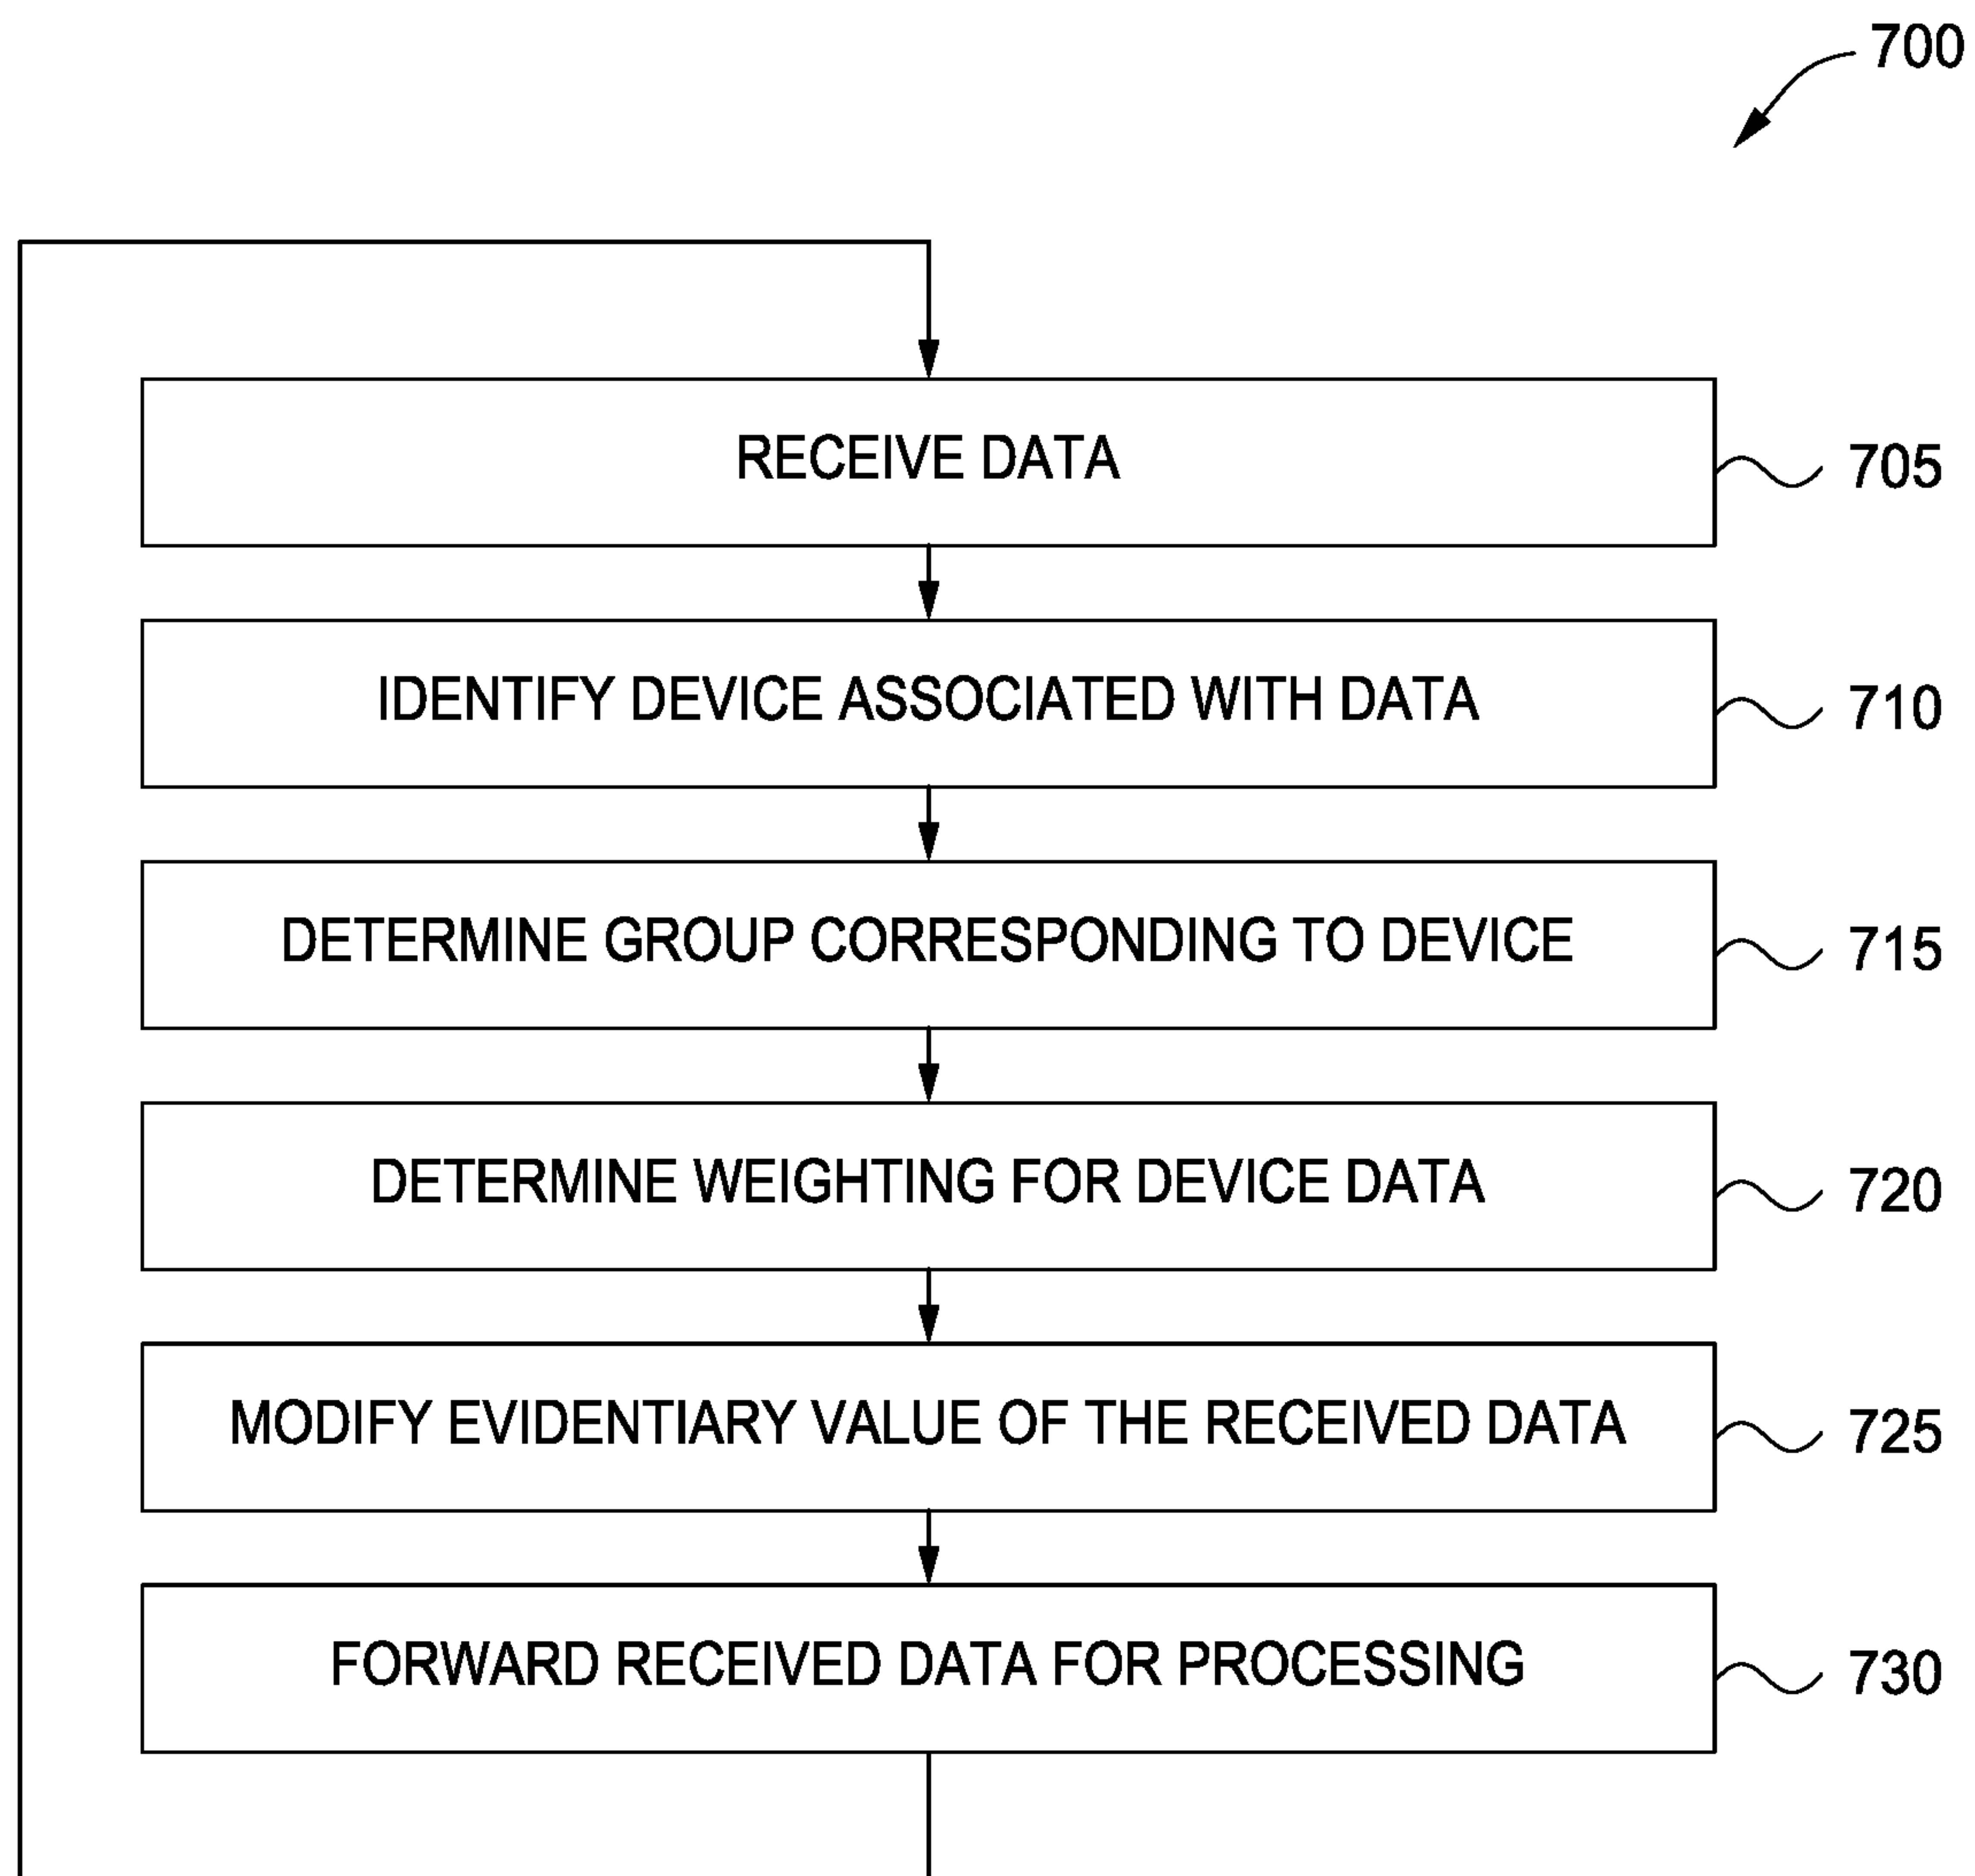 700
RECEIVE DATA
705
IDENTIFY DEVICE ASSOCIATED WITH DATA
710
DETERMINE GROUP CORRESPONDING TO DEVICE
715
DETERMINE WEIGHTING FOR DEVICE DATA
720
MODIFY EVIDENTIARY VALUE OF THE RECEIVED DATA
725
FORWARD RECEIVED DATA FOR PROCESSING
730